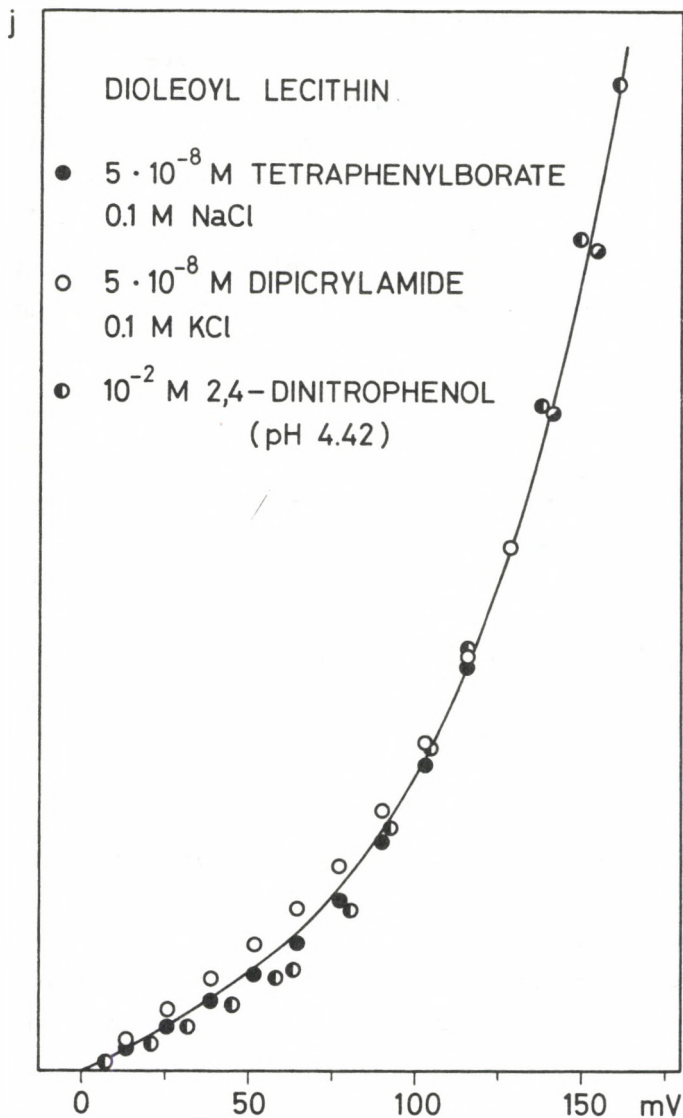 j
DIOLEOYL LECITHIN
5 · 10⁻⁸ M TETRAPHENYLBORATE
0.1 M NaCl
5 · 10⁻⁸ M DIPICRYLAMIDE
0.1 M KCl
10⁻² M 2,4-DINITROPHENOL
(pH 4.42)
0 50 100 150 mV